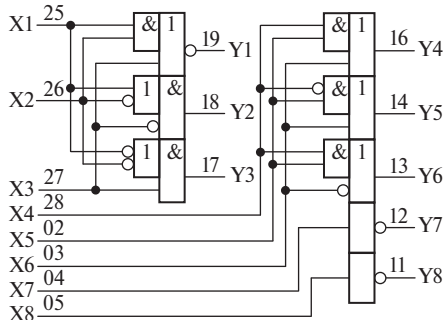 X1 25 & 1 19 Y1
& 1 16 Y4
X2 26 1 & 18 Y2
& 1 14 Y5
1 & 17 Y3
& 1 13 Y6
X3 27
X4 28
X5 02
12 Y7
X6 03
X7 04
11 Y8
X8 05